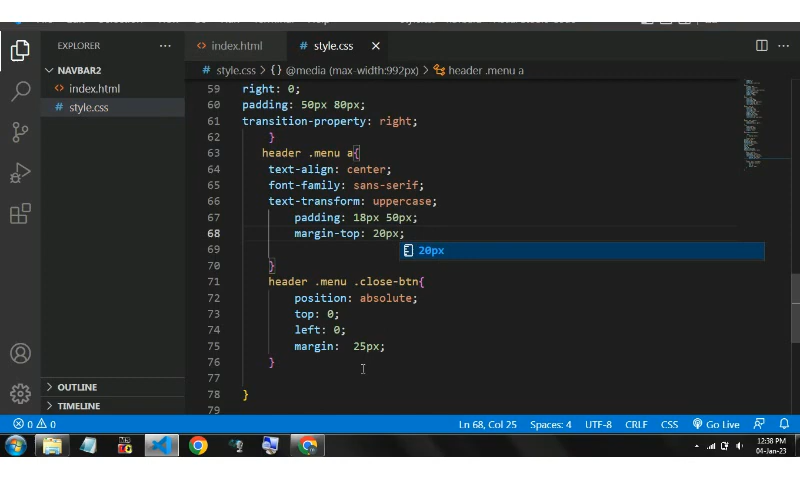 EXPLORER
index.html
style.css
NAVBAR2
index.html
style.css
style.css > {} @media (max-width:992px) > header .menu a
59 right: 0;
60 padding: 50px 80px;
61 transition-property: right;
62 }
63 header .menu a{
64 text-align: center;
65 font-family: sans-serif;
66 text-transform: uppercase;
67 padding: 18px 50px;
68 margin-top: 20px;
20px
69
70 }
71 header .menu .close-btn{
72 position: absolute;
73 top: 0;
74 left: 0;
75 margin: 25px;
76 }
77
78 }
79
OUTLINE
TIMELINE
0 0
Ln 68, Col 25
Spaces: 4
UTF-8
CRLF
CSS
Go Live
12:38 PM
04-Jan-23